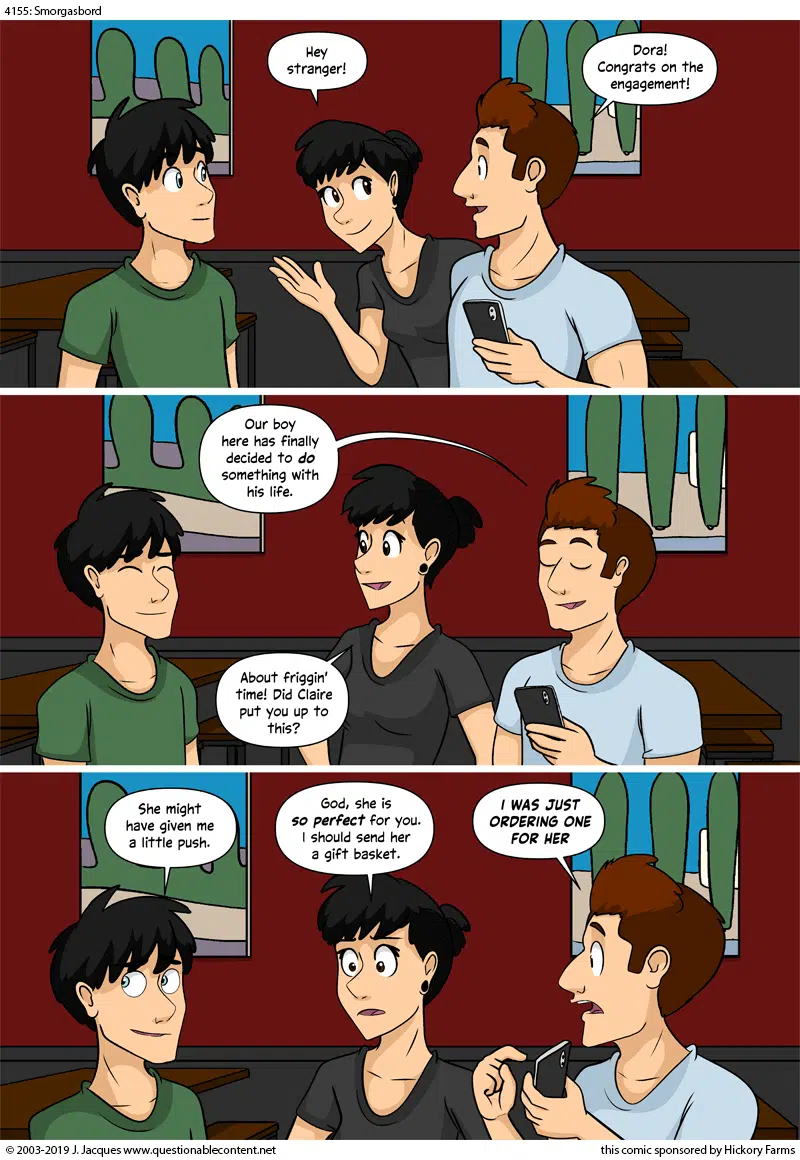 4155: Smorgasbord
Hey
stranger!
Dora!
Congrats on the
engagement!
Our boy
here has finally
decided to do
something with
his life.
About friggin'
time! Did Claire
put you up to
this?
She might
have given me
a little push.
God, she is
so perfect for you.
I should send her
a gift basket.
I WAS JUST
ORDERING ONE
FOR HER
© 2003-2019 J. Jacques www.questionablecontent.net
this comic sponsored by Hickory Farms